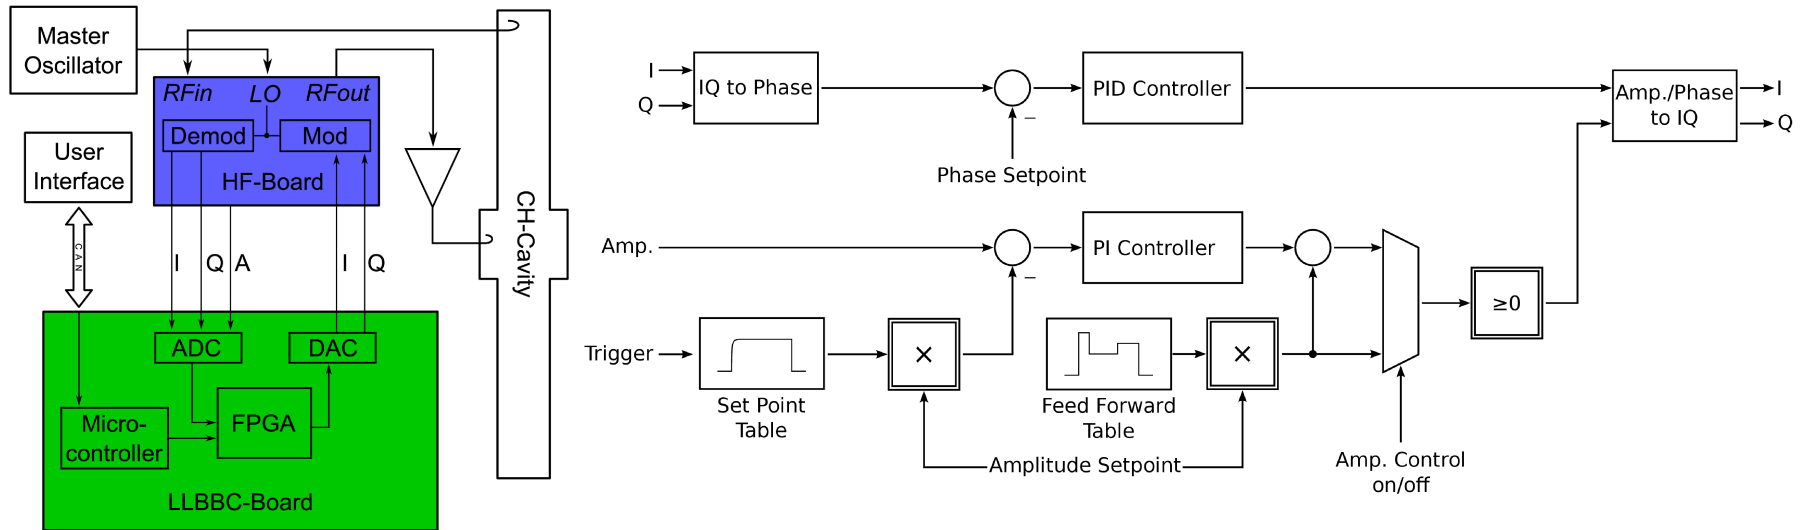 Master
Oscillator
RFin LO RFout
Demod Mod
HF-Board
User
Interface
CAN
I Q A I Q
CH-Cavity
ADC DAC
FPGA
Micro-
controller
LLBBC-Board
I
Q
IQ to Phase
−
Phase Setpoint
PID Controller
Amp./Phase
to IQ
I
Q
Amp.
−
PI Controller
Trigger
Set Point
Table
×
Feed Forward
Table
×
Amplitude Setpoint
≥0
Amp. Control
on/off